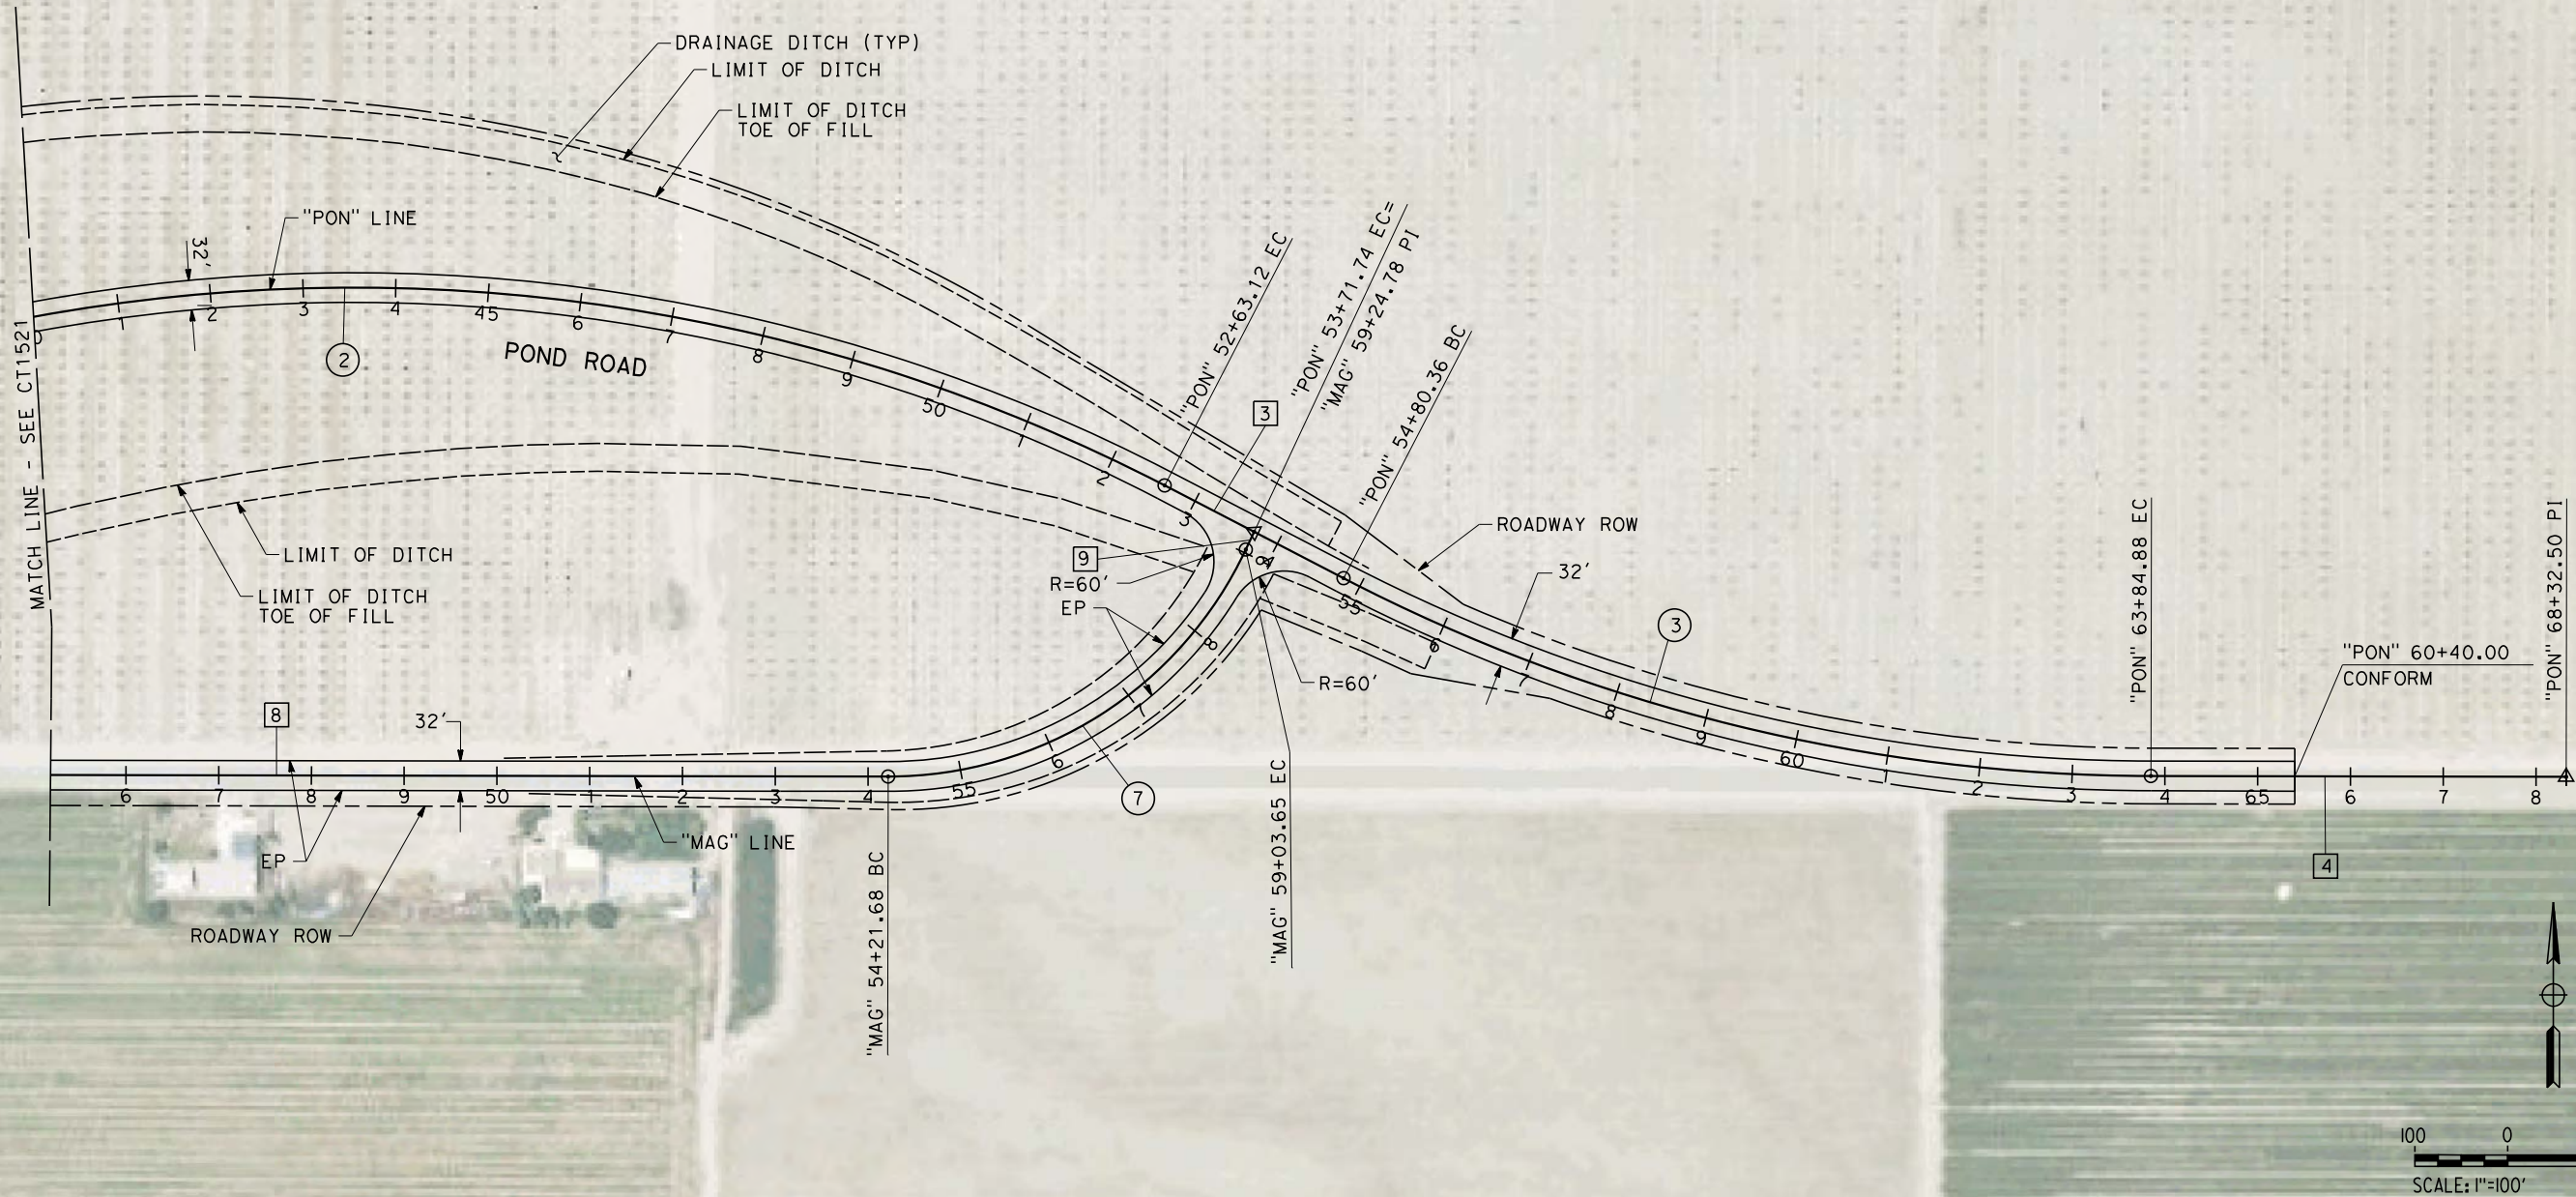 DRAINAGE DITCH (TYP)
LIMIT OF DITCH
LIMIT OF DITCH
TOE OF FILL
"PON" LINE
32'
1
2
3
4
45
6
7
8
9
50
2
3
4
55
6
7
8
9
60
2
3
4
65
6
7
8
2
POND ROAD
MATCH LINE - SEE CT1521
"PON" 52+63.12 EC
"PON" 53+71.74 EC=
"MAG" 59+24.78 PI
"PON" 54+80.36 BC
3
ROADWAY ROW
32'
3
"PON" 63+84.88 EC
"PON" 60+40.00
CONFORM
"PON" 68+32.50 PI
LIMIT OF DITCH
LIMIT OF DITCH
TOE OF FILL
9
R=60'
EP
R=60'
8
32'
6
7
8
9
50
1
2
3
4
55
6
7
8
9
7
4
"MAG" LINE
EP
ROADWAY ROW
"MAG" 54+21.68 BC
"MAG" 59+03.65 EC
100 0
SCALE: 1"=100'